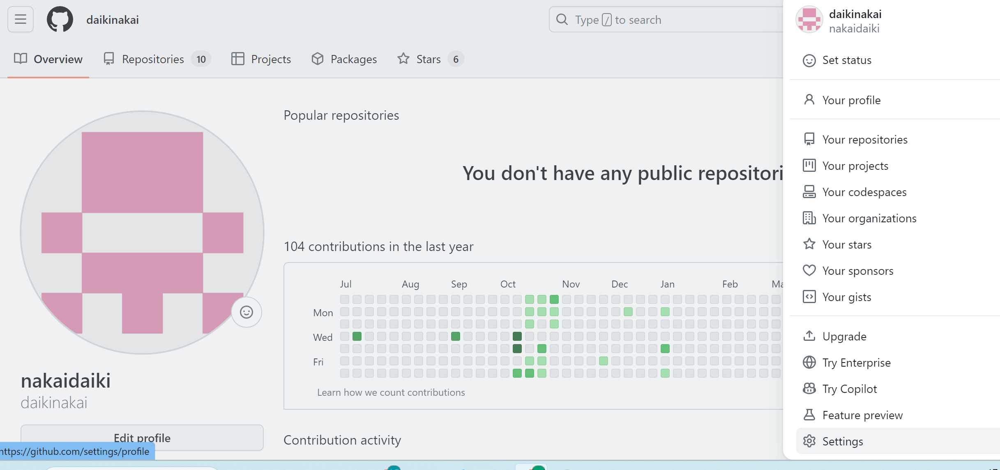 daikinakai
Type / to search
Overview
Repositories 10
Projects
Packages
Stars 6
Popular repositories
You don't have any public repositori
104 contributions in the last year
Jul Aug Sep Oct Nov Dec Jan Feb Ma
Mon
Wed
Fri
Learn how we count contributions
Contribution activity
nakaidaiki
daikinakai
Edit profile
https://github.com/settings/profile
daikinakai
nakaidaiki
Set status
Your profile
Your repositories
Your projects
Your codespaces
Your organizations
Your stars
Your sponsors
Your gists
Upgrade
Try Enterprise
Try Copilot
Feature preview
Settings